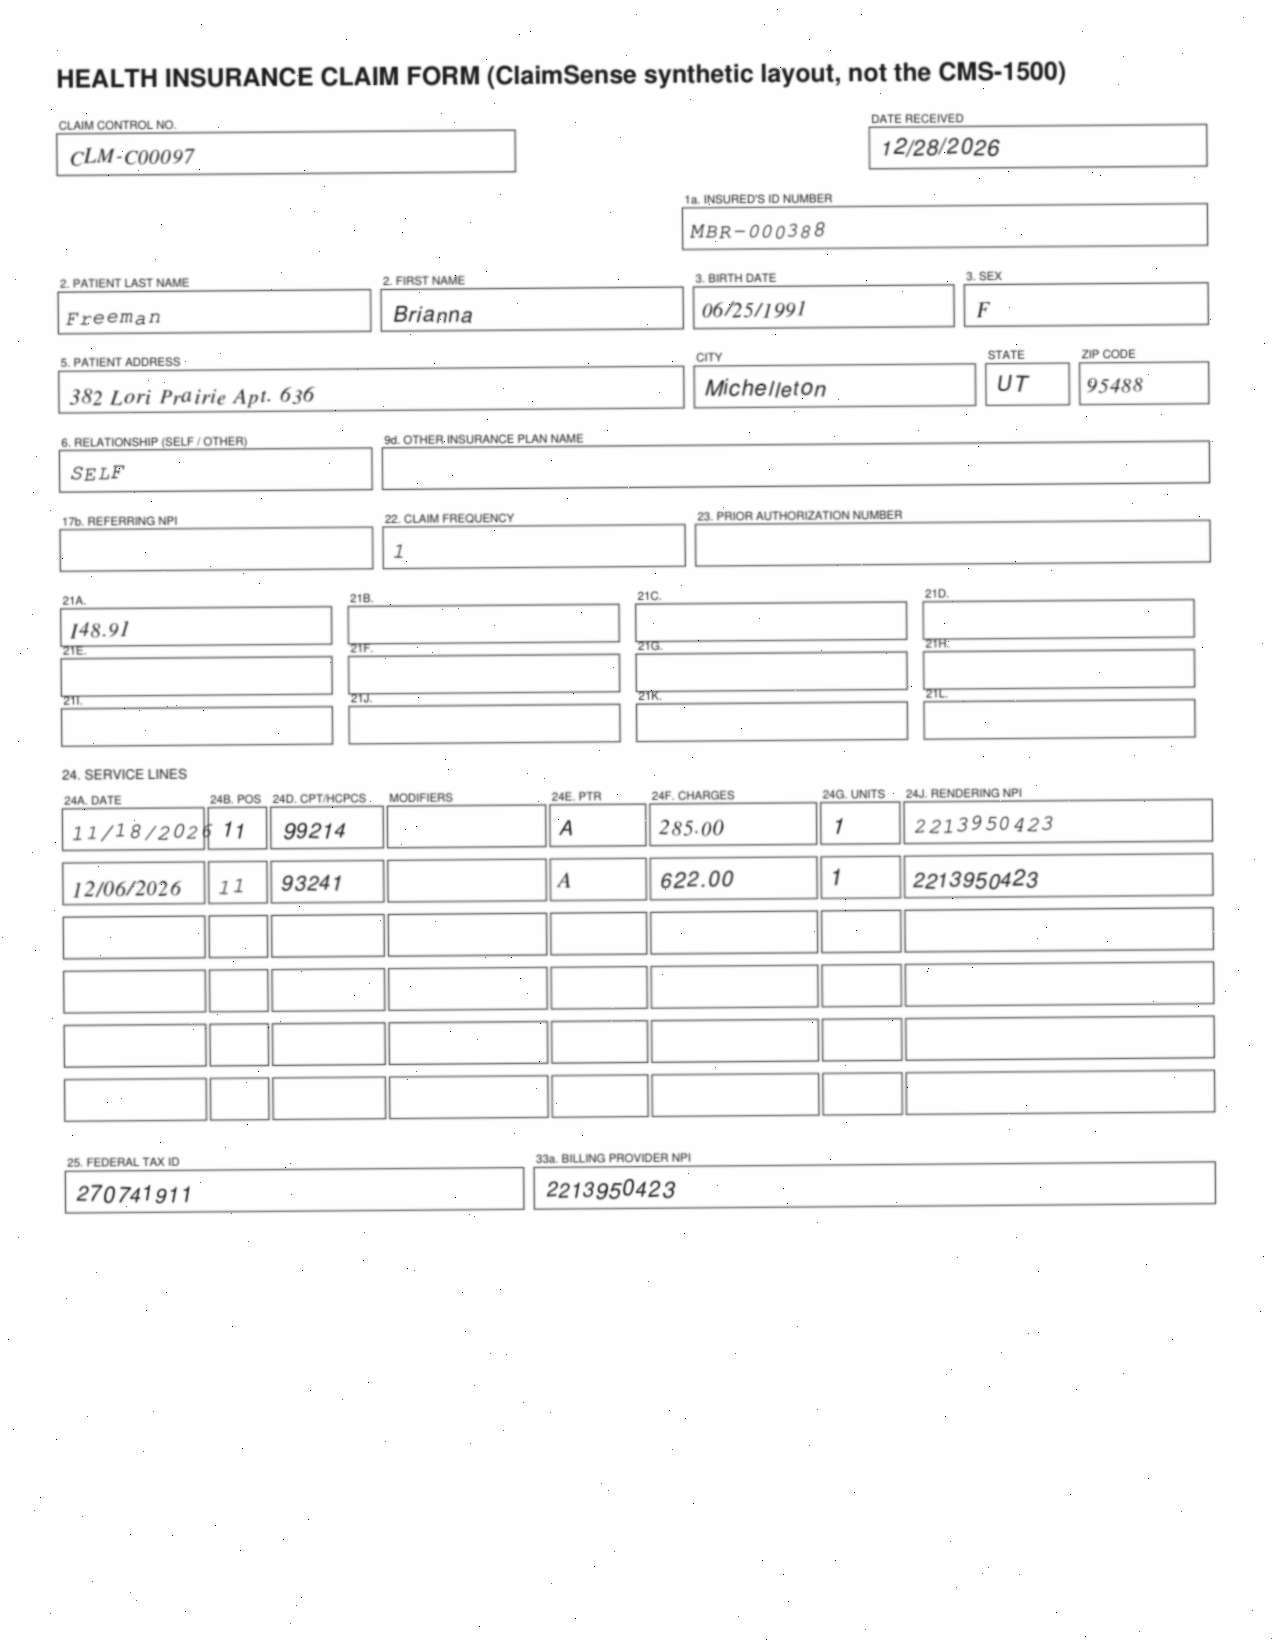 HEALTH INSURANCE CLAIM FORM (ClaimSense synthetic layout, not the CMS-1500)
CLAIM CONTROL NO. DATE RECEIVED
CLM-C00097 12/28/2026
1a. INSURED'S ID NUMBER
MBR-000388
2. PATIENT LAST NAME 2. FIRST NAME 3. BIRTH DATE 3. SEX
Freeman Brianna 06/25/1991 F
5. PATIENT ADDRESS CITY STATE ZIP CODE
382 Lori Prairie Apt. 636 Michelleton UT 95488
6. RELATIONSHIP (SELF / OTHER) 9d. OTHER INSURANCE PLAN NAME
SELF
17b. REFERRING NPI 22. CLAIM FREQUENCY 23. PRIOR AUTHORIZATION NUMBER
1
21A. 21B. 21C. 21D.
I48.91
21E. 21F. 21G. 21H.
21I. 21J. 21K. 21L.
24. SERVICE LINES
24A. DATE 24B. POS 24D. CPT/HCPCS MODIFIERS 24E. PTR 24F. CHARGES 24G. UNITS 24J. RENDERING NPI
11/18/2026 11 99214 A 285.00 1 2213950423
12/06/2026 11 93241 A 622.00 1 2213950423
25. FEDERAL TAX ID 33a. BILLING PROVIDER NPI
270741911 2213950423